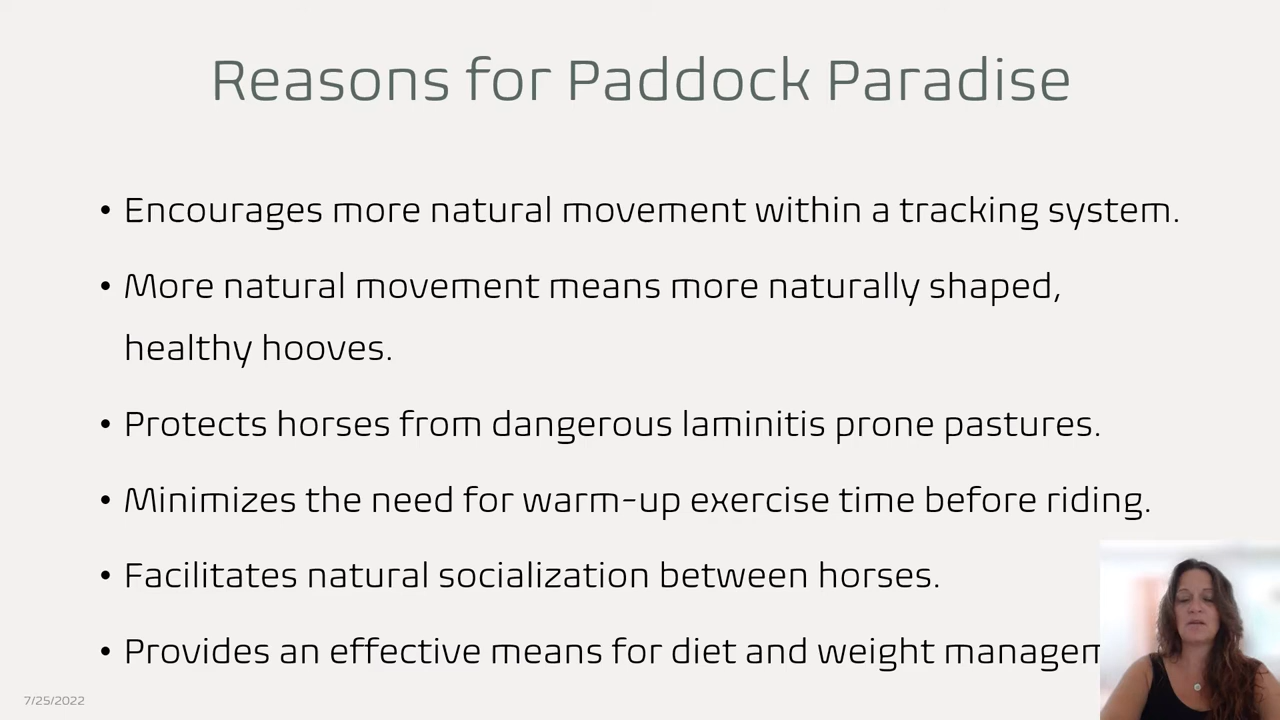 Reasons for Paddock Paradise
• Encourages more natural movement within a tracking system.
• More natural movement means more naturally shaped,
healthy hooves.
• Protects horses from dangerous laminitis prone pastures.
• Minimizes the need for warm-up exercise time before riding.
• Facilitates natural socialization between horses.
• Provides an effective means for diet and weight
7/25/2022